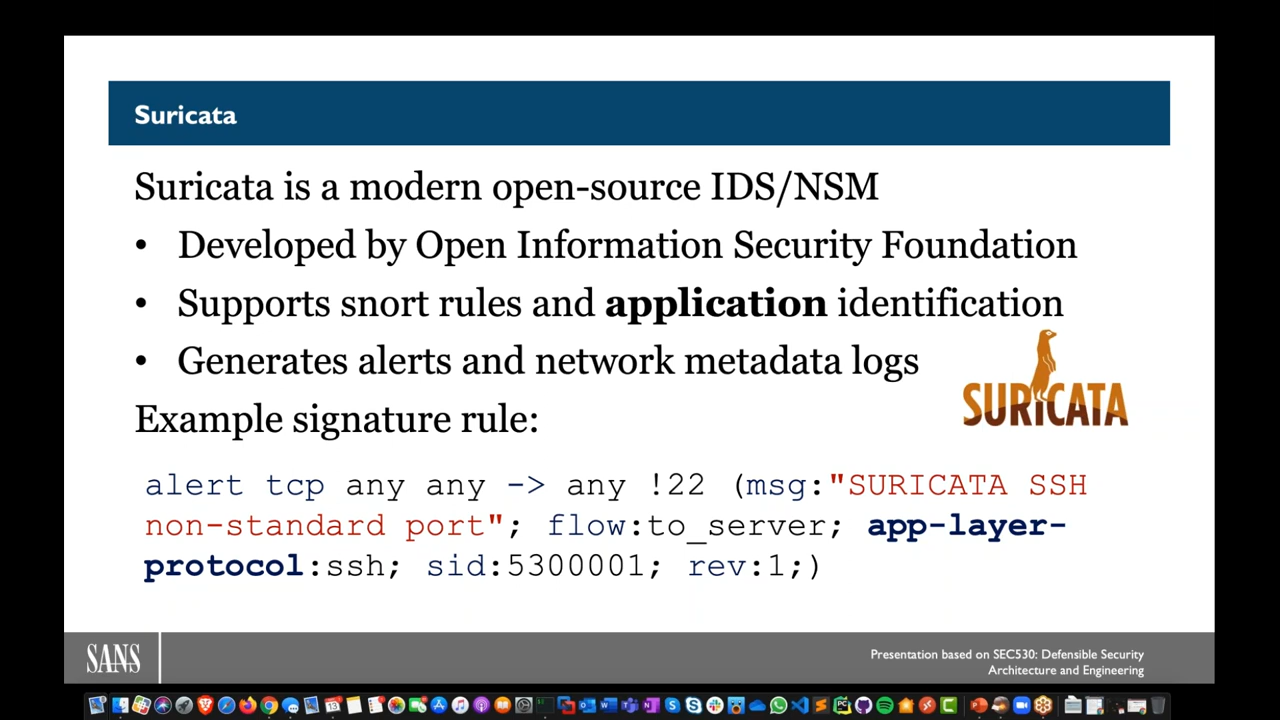 Suricata
Suricata is a modern open-source IDS/NSM
• Developed by Open Information Security Foundation
• Supports snort rules and application identification
• Generates alerts and network metadata logs
SURICATA
Example signature rule:
alert tcp any any -> any !22 (msg:"SURICATA SSH
non-standard port"; flow:to_server; app-layer-
protocol:ssh; sid:5300001; rev:1;)
SANS
Presentation based on SEC530: Defensible Security
Architecture and Engineering